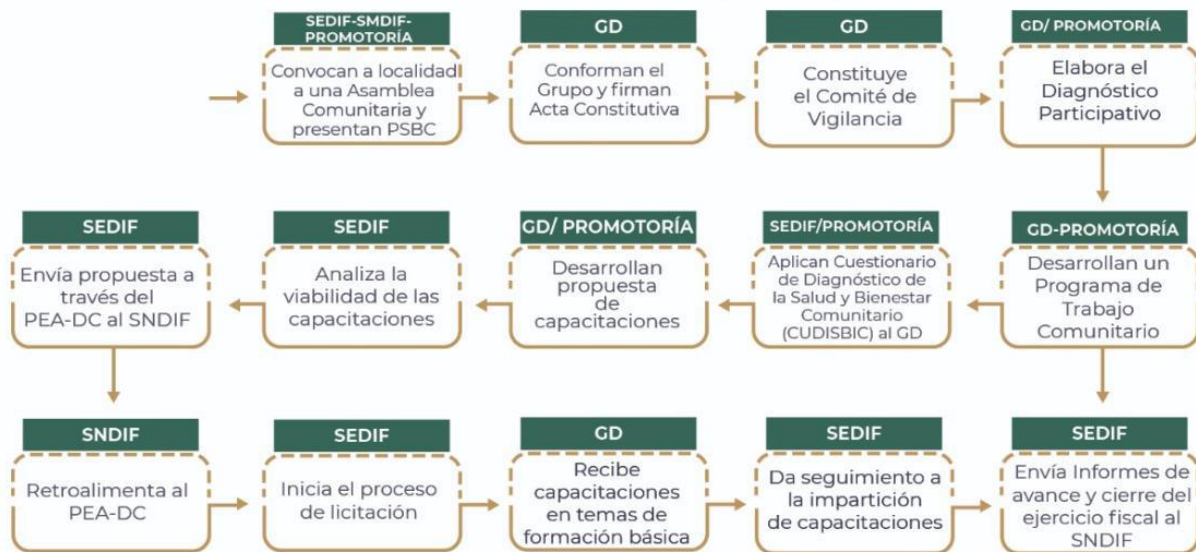 SEDIF-SMDIF-
PROMOTORÍA
Convocan a localidad
a una Asamblea
Comunitaria y
presentan PSBC
GD
Conforman el
Grupo y firman
Acta Constitutiva
GD
Constituye
el Comité de
Vigilancia
GD/ PROMOTORÍA
Elabora el
Diagnóstico
Participativo
GD-PROMOTORÍA
Desarrollan un
Programa de
Trabajo
Comunitario
SEDIF/PROMOTORÍA
Aplican Cuestionario
de Diagnóstico de
la Salud y Bienestar
Comunitario
(CUDISBIC) al GD
GD/ PROMOTORÍA
Desarrollan
propuesta
de
capacitaciones
SEDIF
Analiza la
viabilidad de las
capacitaciones
SEDIF
Envía propuesta a
través del
PEA-DC al SNDIF
SNDIF
Retroalimenta al
PEA-DC
SEDIF
Inicia el proceso
de licitación
GD
Recibe
capacitaciones
en temas de
formación básica
SEDIF
Da seguimiento a
la impartición
de capacitaciones
SEDIF
Envía Informes de
avance y cierre del
ejercicio fiscal al
SNDIF